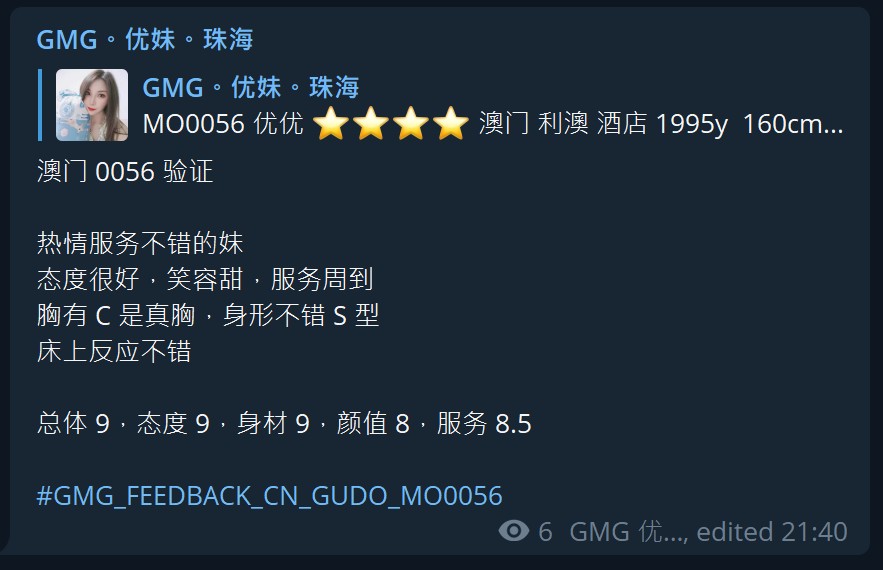 GMG。优妹。珠海
GMG。优妹。珠海
MO0056 优优 ⭐⭐⭐⭐ 澳门 利澳 酒店 1995y 160cm...
澳门 0056 验证
热情服务不错的妹
态度很好，笑容甜，服务周到
胸有 C 是真胸，身形不错 S 型
床上反应不错
总体 9，态度 9，身材 9，颜值 8，服务 8.5
#GMG_FEEDBACK_CN_GUDO_MO0056
6 GMG 优..., edited 21:40